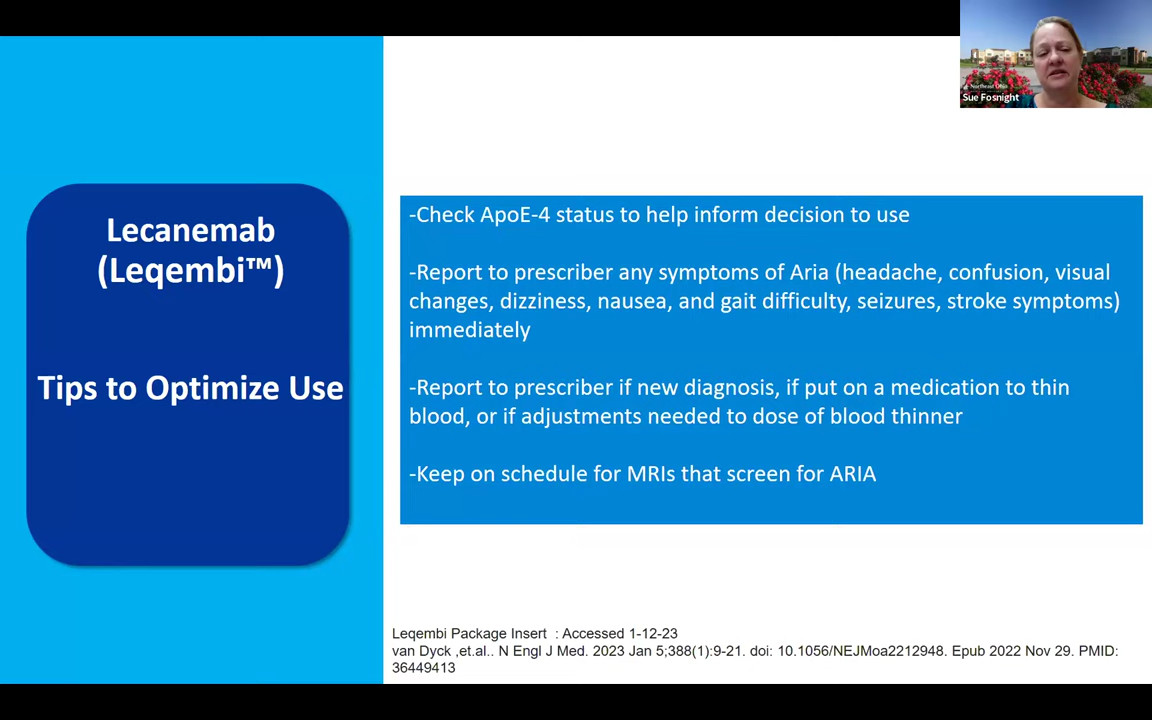 Northeast Ohio
Sue Fosnight
Lecanemab
(Leqembi™)
Tips to Optimize Use
-Check ApoE-4 status to help inform decision to use
-Report to prescriber any symptoms of Aria (headache, confusion, visual
changes, dizziness, nausea, and gait difficulty, seizures, stroke symptoms)
immediately
-Report to prescriber if new diagnosis, if put on a medication to thin
blood, or if adjustments needed to dose of blood thinner
-Keep on schedule for MRIs that screen for ARIA
Leqembi Package Insert : Accessed 1-12-23
van Dyck ,et.al.. N Engl J Med. 2023 Jan 5;388(1):9-21. doi: 10.1056/NEJMoa2212948. Epub 2022 Nov 29. PMID:
36449413